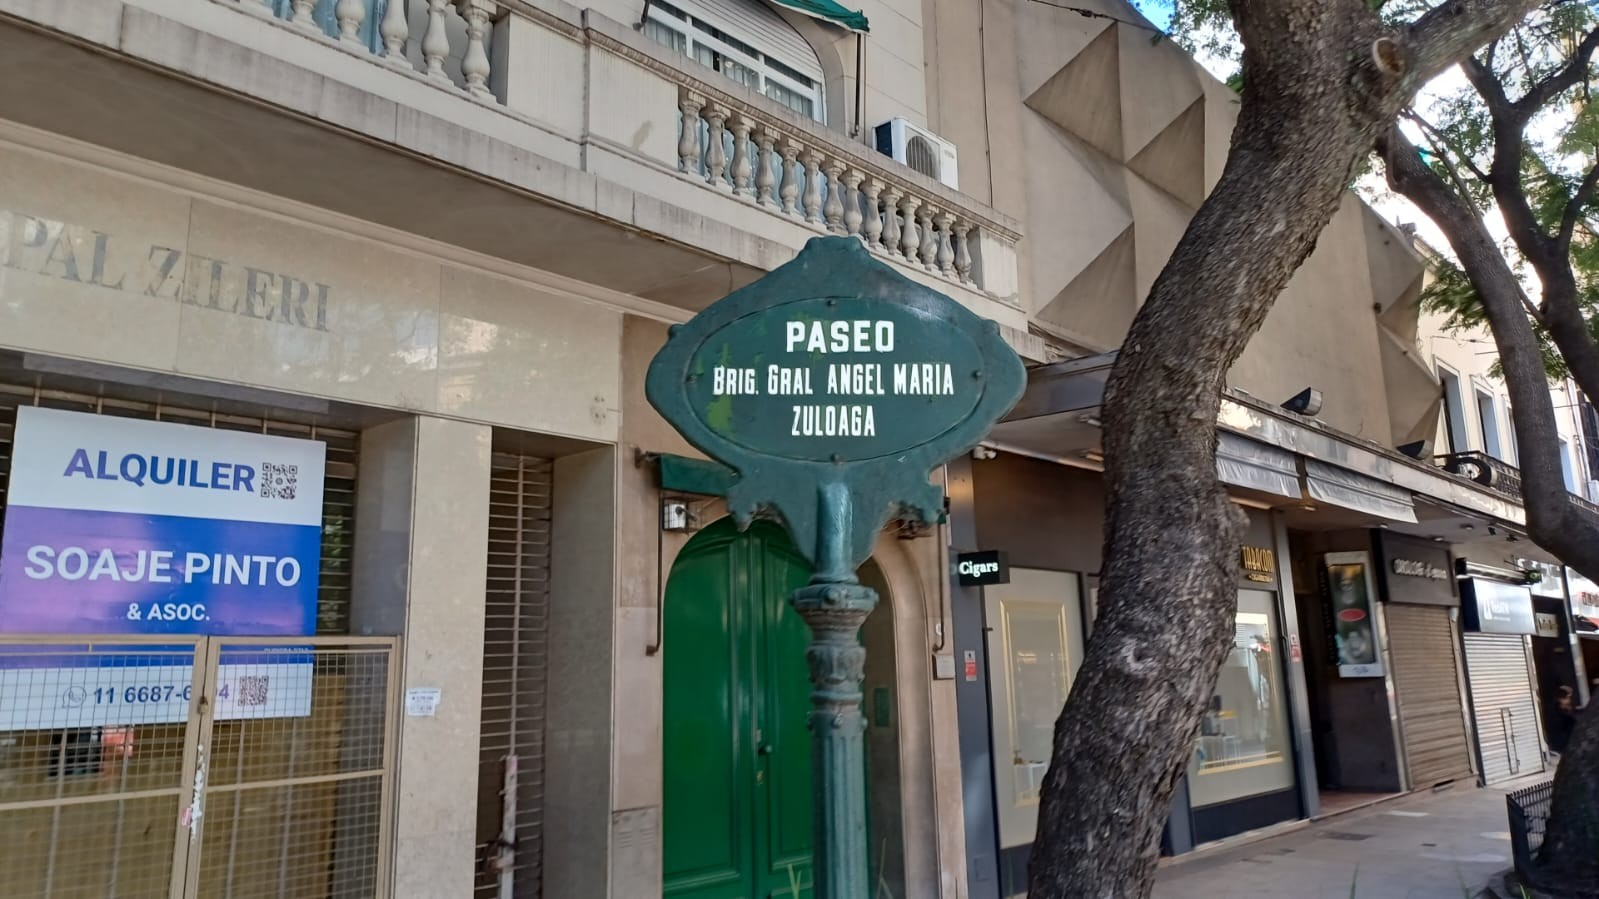 PAL ZILERI
ALQUILER
SOAJE PINTO
& ASOC.
PASEO
BRIG. GRAL ANGEL MARIA
ZULOAGA
Cigars